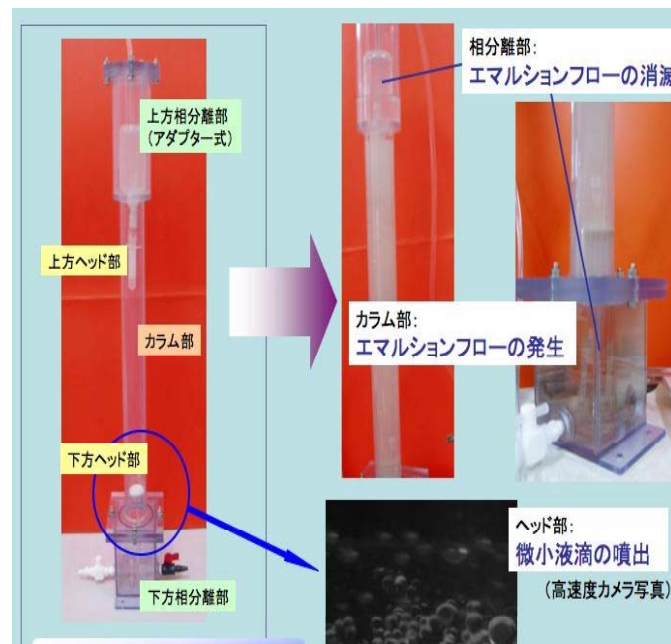 上方相分離部
(アダプター式)
上方ヘッド部
カラム部
下方ヘッド部
下方相分離部
相分離部:
エマルションフローの消滅
カラム部:
エマルションフローの発生
ヘッド部:
微小液滴の噴出
(高速度カメラ写真)